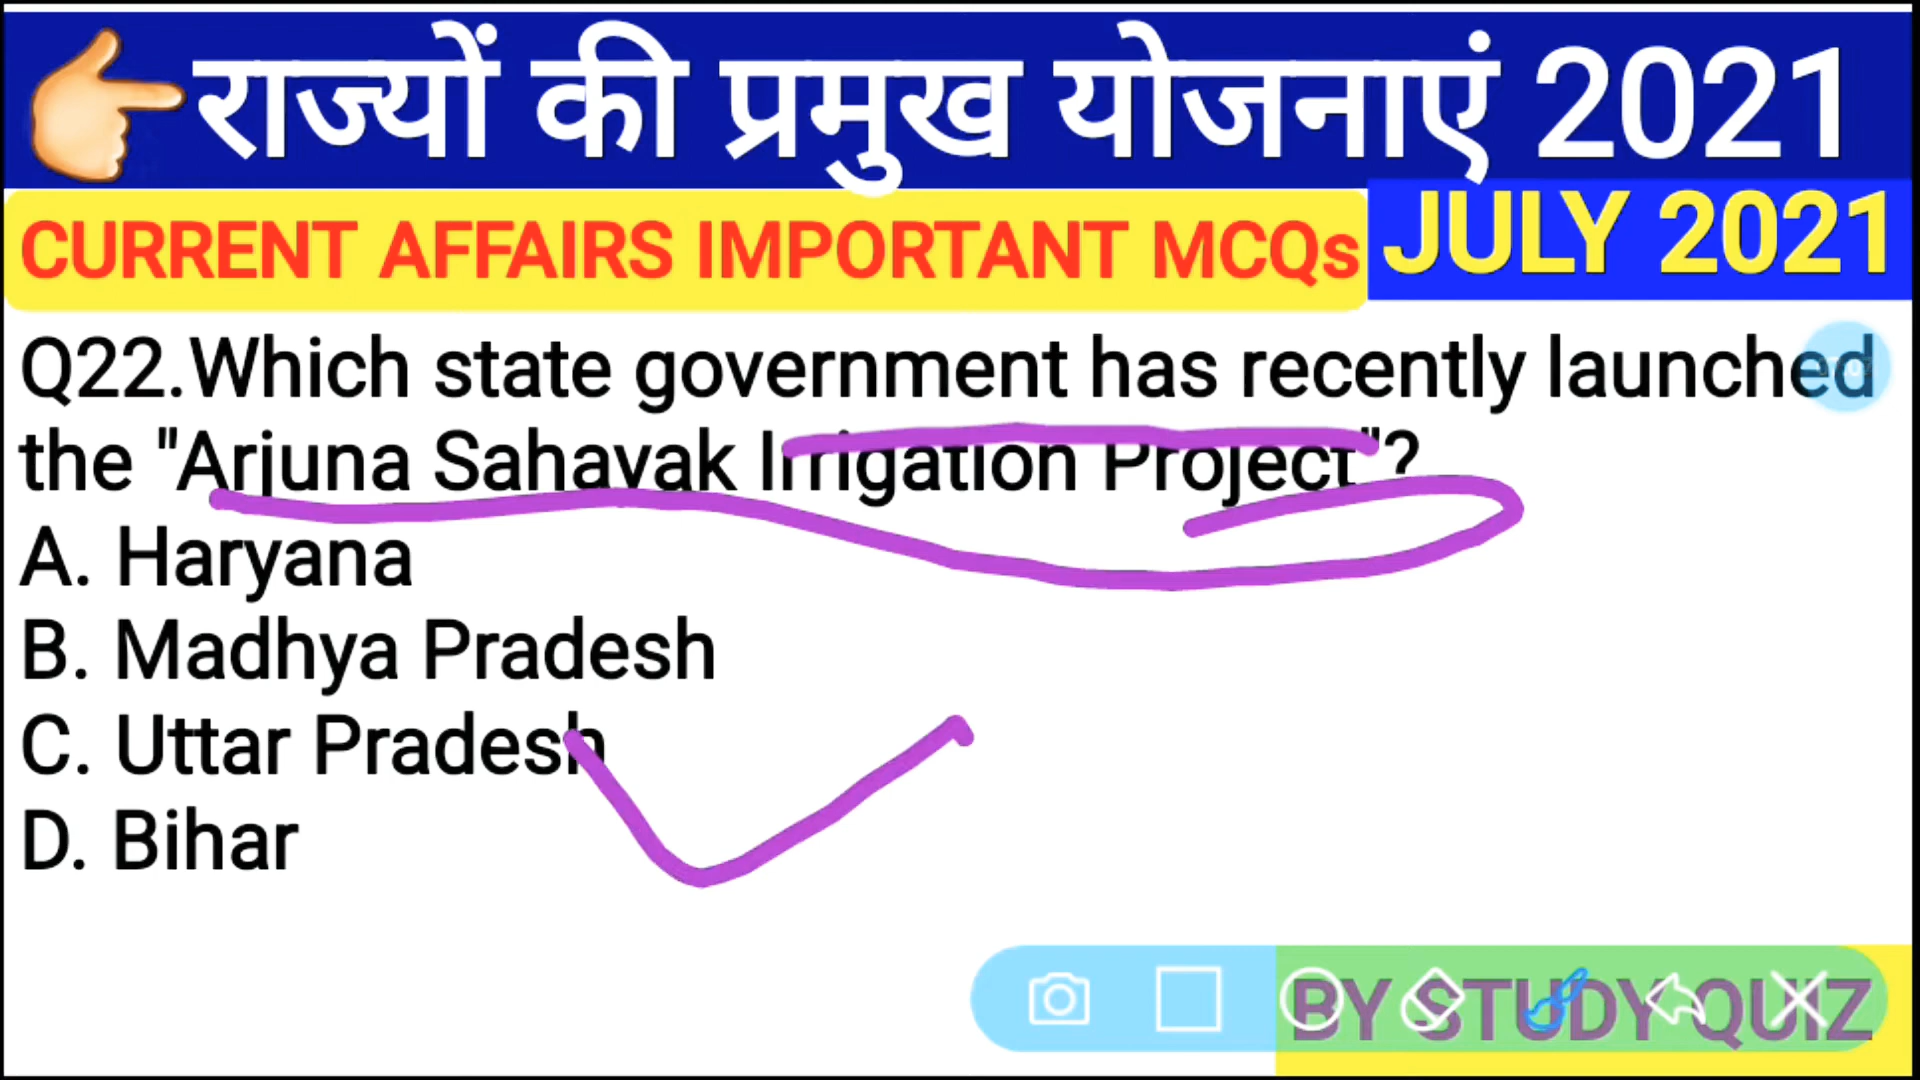 राज्यों की प्रमुख योजनाएं 2021
CURRENT AFFAIRS IMPORTANT MCQs
JULY 2021
Q22.Which state government has recently launched
the "Arjuna Sahayak Irrigation Project"?
A. Haryana
B. Madhya Pradesh
C. Uttar Pradesh
D. Bihar
BY STUDY QUIZ